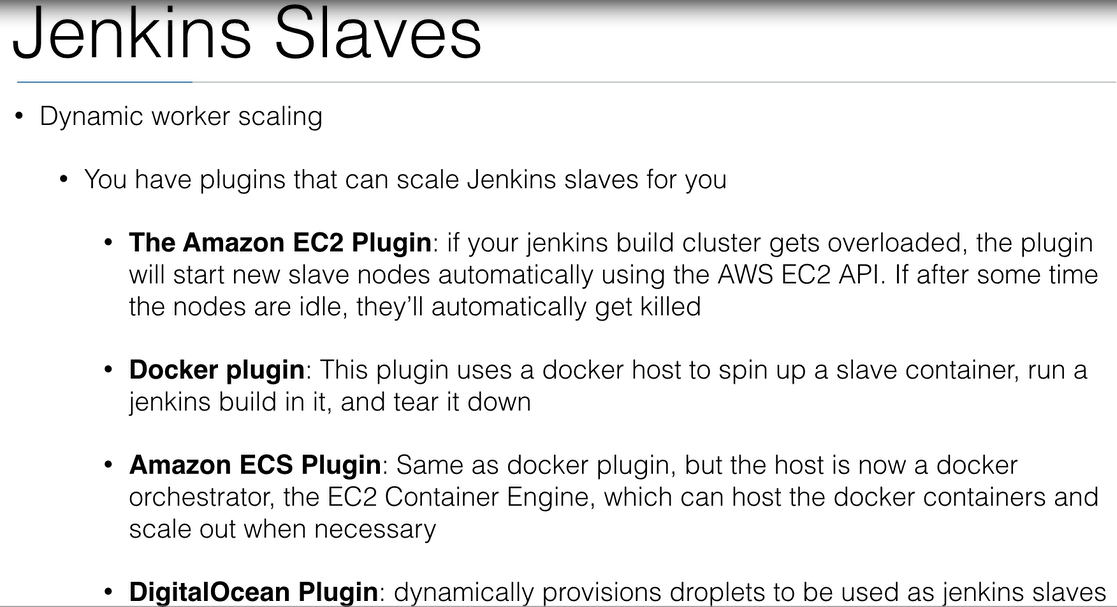 Jenkins Slaves
• Dynamic worker scaling
• You have plugins that can scale Jenkins slaves for you
• The Amazon EC2 Plugin: if your jenkins build cluster gets overloaded, the plugin
will start new slave nodes automatically using the AWS EC2 API. If after some time
the nodes are idle, they'll automatically get killed
• Docker plugin: This plugin uses a docker host to spin up a slave container, run a
jenkins build in it, and tear it down
• Amazon ECS Plugin: Same as docker plugin, but the host is now a docker
orchestrator, the EC2 Container Engine, which can host the docker containers and
scale out when necessary
• DigitalOcean Plugin: dynamically provisions droplets to be used as jenkins slaves